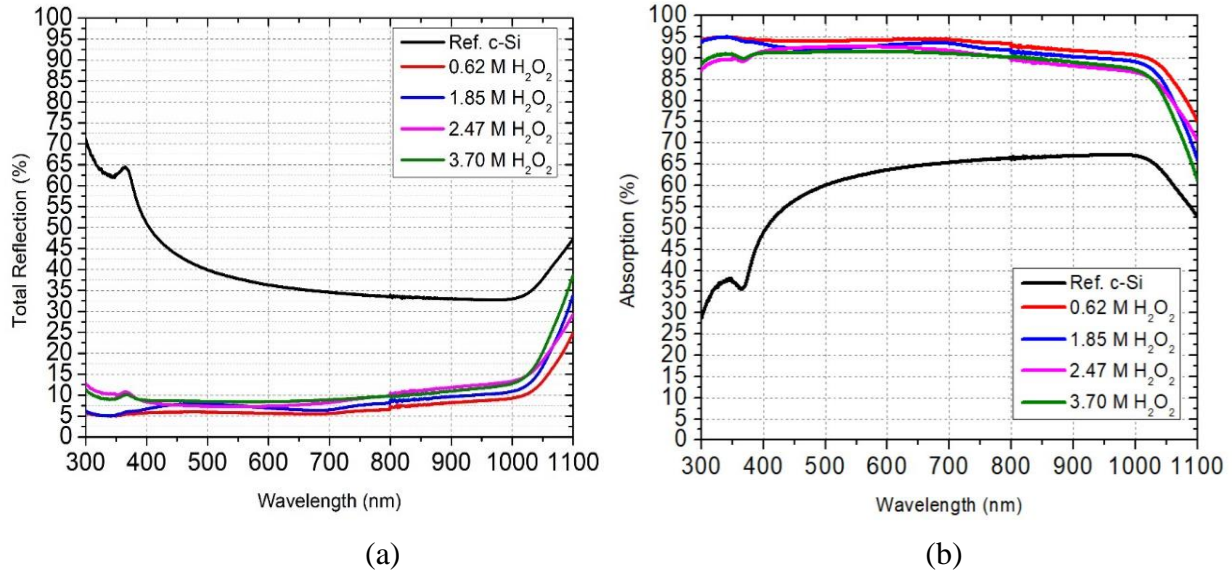 Total Reflection (%)
100
95
90
85
80
75
70
65
60
55
50
45
40
35
30
25
20
15
10
5
0
Ref. c-Si
0.62 M H₂O₂
1.85 M H₂O₂
2.47 M H₂O₂
3.70 M H₂O₂
300 400 500 600 700 800 900 1000 1100
Wavelength (nm)
(a)
Absorption (%)
100
95
90
85
80
75
70
65
60
55
50
45
40
35
30
25
20
15
10
5
0
Ref. c-Si
0.62 M H₂O₂
1.85 M H₂O₂
2.47 M H₂O₂
3.70 M H₂O₂
300 400 500 600 700 800 900 1000 1100
Wavelength (nm)
(b)